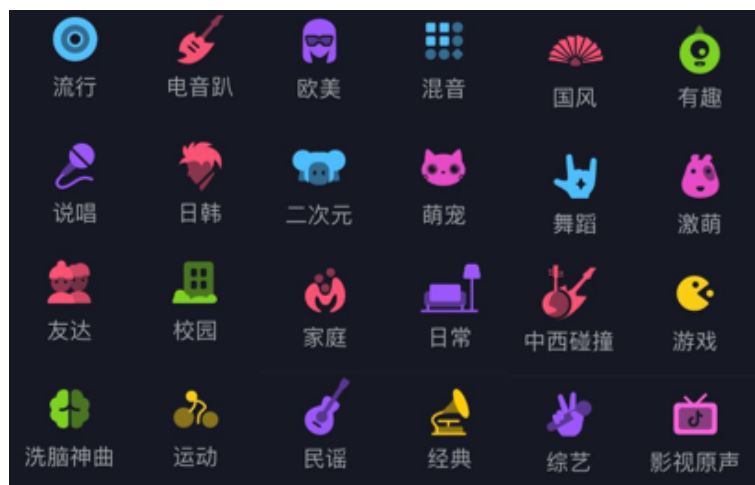 流行 电音趴 欧美 混音 国风 有趣
说唱 日韩 二次元 萌宠 舞蹈 激萌
友达 校园 家庭 日常 中西碰撞 游戏
洗脑神曲 运动 民谣 经典 综艺 影视原声